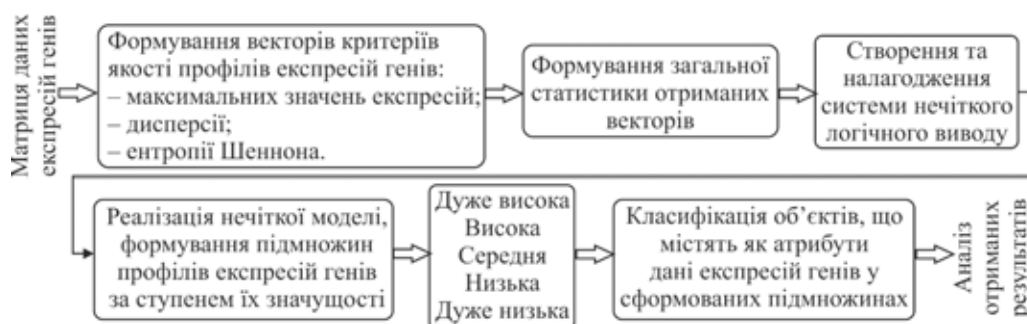 Матриця даних
експресій генів
Формування векторів критеріїв
якості профілів експресій генів:
– максимальних значень експресій;
– дисперсії;
– ентропії Шеннона.
Формування загальної
статистики отриманих
векторів
Створення та
налагодження
системи нечіткого
логічного виводу
Реалізація нечіткої моделі,
формування підмножин
профілів експресій генів
за ступенем їх значущості
Дуже висока
Висока
Середня
Низька
Дуже низька
Класифікація об’єктів, що
містять як атрибути
дані експресій генів у
сформованих підмножинах
Аналіз
отриманих
результатів